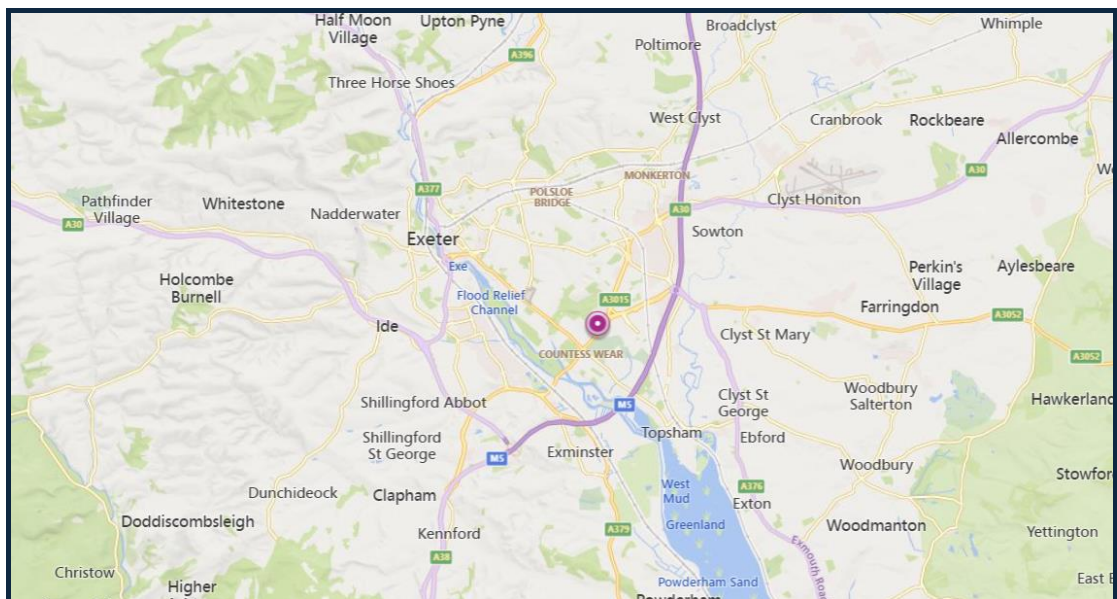 Half Moon
Village
Upton Pyne
Broadclyst
Whimple
Poltimore
A396
Three Horse Shoes
West Clyst
Cranbrook
Rockbeare
Allercombe
MONKERTON
A30
A377
POLSLOE
BRIDGE
Pathfinder
Village
Whitestone
Nadderwater
Clyst Honiton
A30
A30
Exeter
Sowton
Exe
Perkin's
Village
Aylesbeare
Holcombe
Burnell
Flood Relief
Channel
A3015
Farringdon
A3052
Ide
Clyst St Mary
COUNTESS WEAR
A3052
Woodbury
Salterton
Shillingford Abbot
Clyst St
George
Hawkerland
M5
Topsham
Ebford
Shillingford
St George
Exminster
M5
Woodbury
Stowfor
Dunchideock
Clapham
West
Mud
A376
Exton
Doddiscombsleigh
Greenland
Woodmanton
Kennford
A379
Yettington
Exmouth Road
A38
Christow
Higher
Powderham Sand
East B